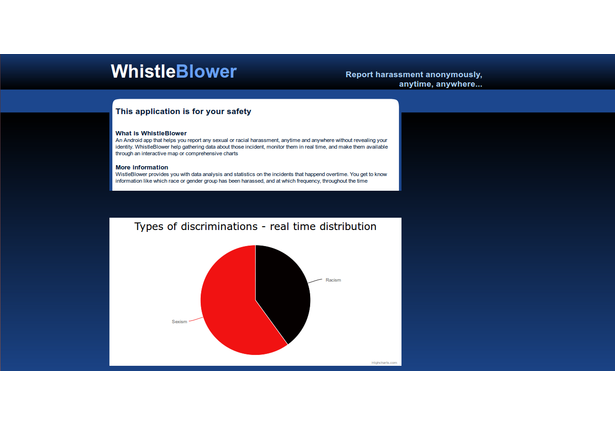 WhistleBlower
Report harassment anonymously,
anytime, anywhere...
This application is for your safety
What is WhistleBlower
An Android app that helps you report any sexual or racial harassment, anytime and anywhere without revealing your
identity. WhistleBlower help gathering data about those incident, monitor them in real time, and make them available
through an interactive map or comprehensive charts
More information
WistleBlower provides you with data and statistics on the incidents that happend overtime. You get to know
information like which race or gender group has been harassed, and at which frequency, throughout the time
Types of discriminations - real time distribution
Racism
Sexism